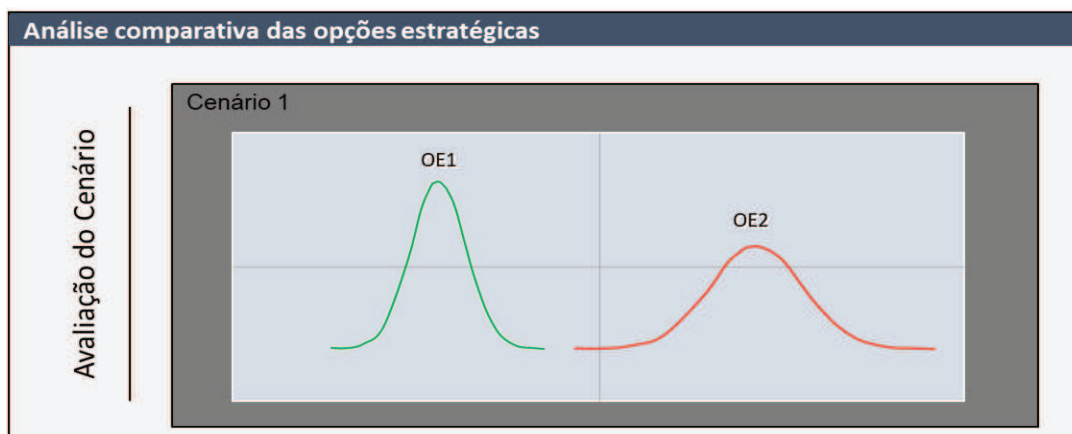 Análise comparativa das opções estratégicas
Cenário 1
Avaliação do Cenário
OE1
OE2